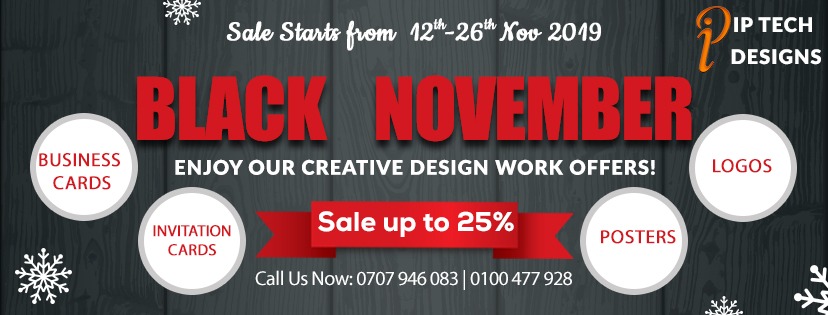 Sale Starts from 12th-26th Nov 2019
IP TECH
DESIGNS
BLACK NOVEMBER
ENJOY OUR CREATIVE DESIGN WORK OFFERS!
BUSINESS
CARDS
LOGOS
INVITATION
CARDS
Sale up to 25%
POSTERS
Call Us Now: 0707 946 083 | 0100 477 928